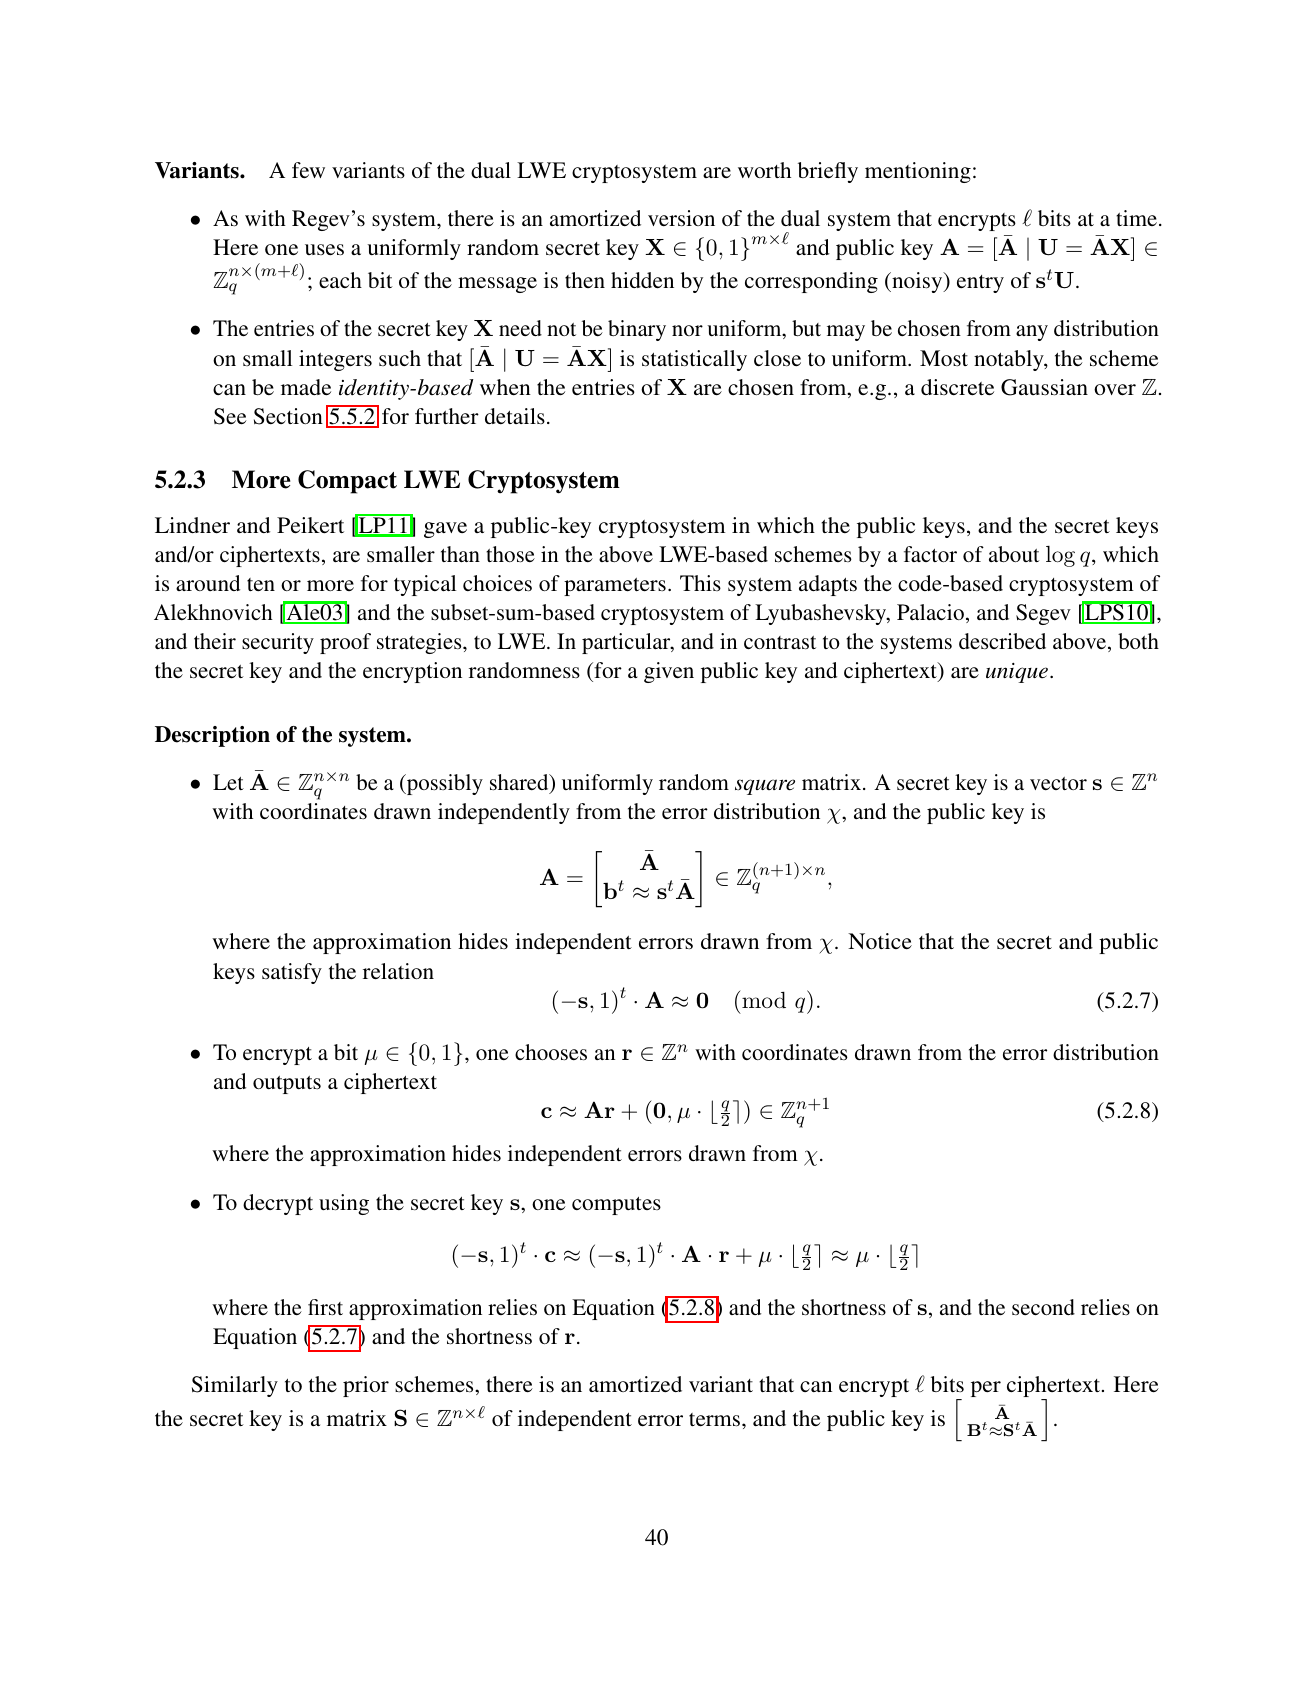 Variants. A few variants of the dual LWE cryptosystem are worth briefly mentioning:
• As with Regev's system, there is an amortized version of the dual system that encrypts ℓ bits at a time.
Here one uses a uniformly random secret key X ∈ {0, 1}^{m×ℓ} and public key A = [Ā | U = ĀX] ∈
ℤ_q^{n×(m+ℓ)}; each bit of the message is then hidden by the corresponding (noisy) entry of s^tU.
• The entries of the secret key X need not be binary nor uniform, but may be chosen from any distribution
on small integers such that [Ā | U = ĀX] is statistically close to uniform. Most notably, the scheme
can be made identity-based when the entries of X are chosen from, e.g., a discrete Gaussian over ℤ.
See Section 5.5.2 for further details.
5.2.3 More Compact LWE Cryptosystem
Lindner and Peikert [LP11] gave a public-key cryptosystem in which the public keys, and the secret keys
and/or ciphertexts, are smaller than those in the above LWE-based schemes by a factor of about log q, which
is around ten or more for typical choices of parameters. This system adapts the code-based cryptosystem of
Alekhnovich [Ale03] and the subset-sum-based cryptosystem of Lyubashevsky, Palacio, and Segev [LPS10],
and their security proof strategies, to LWE. In particular, and in contrast to the systems described above, both
the secret key and the encryption randomness (for a given public key and ciphertext) are unique.
Description of the system.
• Let Ā ∈ ℤ_q^{n×n} be a (possibly shared) uniformly random square matrix. A secret key is a vector s ∈ ℤ^n
with coordinates drawn independently from the error distribution χ, and the public key is
A = [Ā; b^t ≈ s^tĀ] ∈ ℤ_q^{(n+1)×n},
where the approximation hides independent errors drawn from χ. Notice that the secret and public
keys satisfy the relation
(−s, 1)^t · A ≈ 0 (mod q). (5.2.7)
• To encrypt a bit μ ∈ {0, 1}, one chooses an r ∈ ℤ^n with coordinates drawn from the error distribution
and outputs a ciphertext
c ≈ Ar + (0, μ · ⌊q/2⌉) ∈ ℤ_q^{n+1} (5.2.8)
where the approximation hides independent errors drawn from χ.
• To decrypt using the secret key s, one computes
(−s, 1)^t · c ≈ (−s, 1)^t · A · r + μ · ⌊q/2⌉ ≈ μ · ⌊q/2⌉
where the first approximation relies on Equation (5.2.8) and the shortness of s, and the second relies on
Equation (5.2.7) and the shortness of r.
Similarly to the prior schemes, there is an amortized variant that can encrypt ℓ bits per ciphertext. Here
the secret key is a matrix S ∈ ℤ^{n×ℓ} of independent error terms, and the public key is [Ā; B^t≈S^tĀ].
40